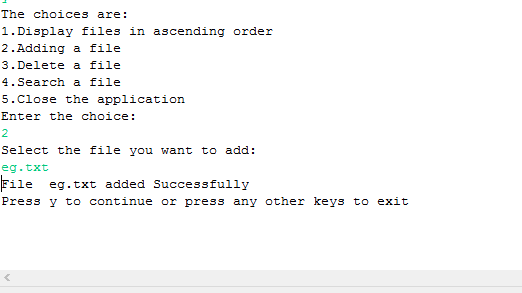 The choices are:
1.Display files in ascending order
2.Adding a file
3.Delete a file
4.Search a file
5.Close the application
Enter the choice:
2
Select the file you want to add:
eg.txt
File  eg.txt added Successfully
Press y to continue or press any other keys to exit